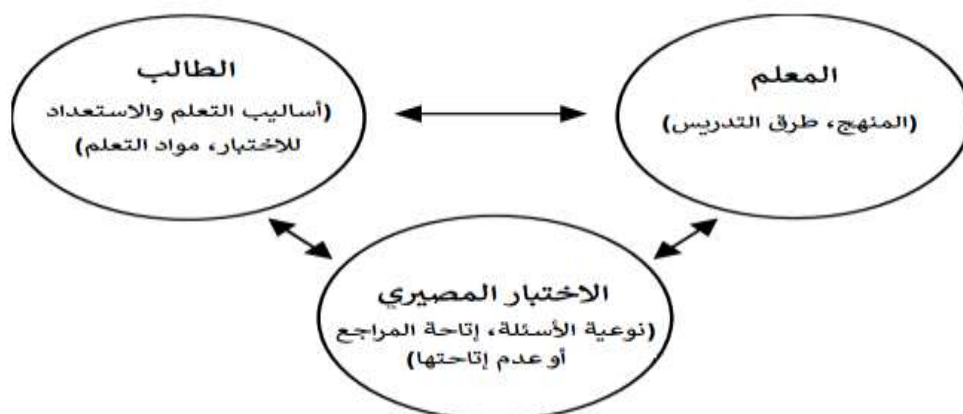 المعلم
(المنهج، طرق التدريس)
الطالب
(أساليب التعلم والاستعداد
للاختبار، مواد التعلم)
الاختبار المصيري
(نوعية الأسئلة، إتاحة المراجع
أو عدم إتاحتها)